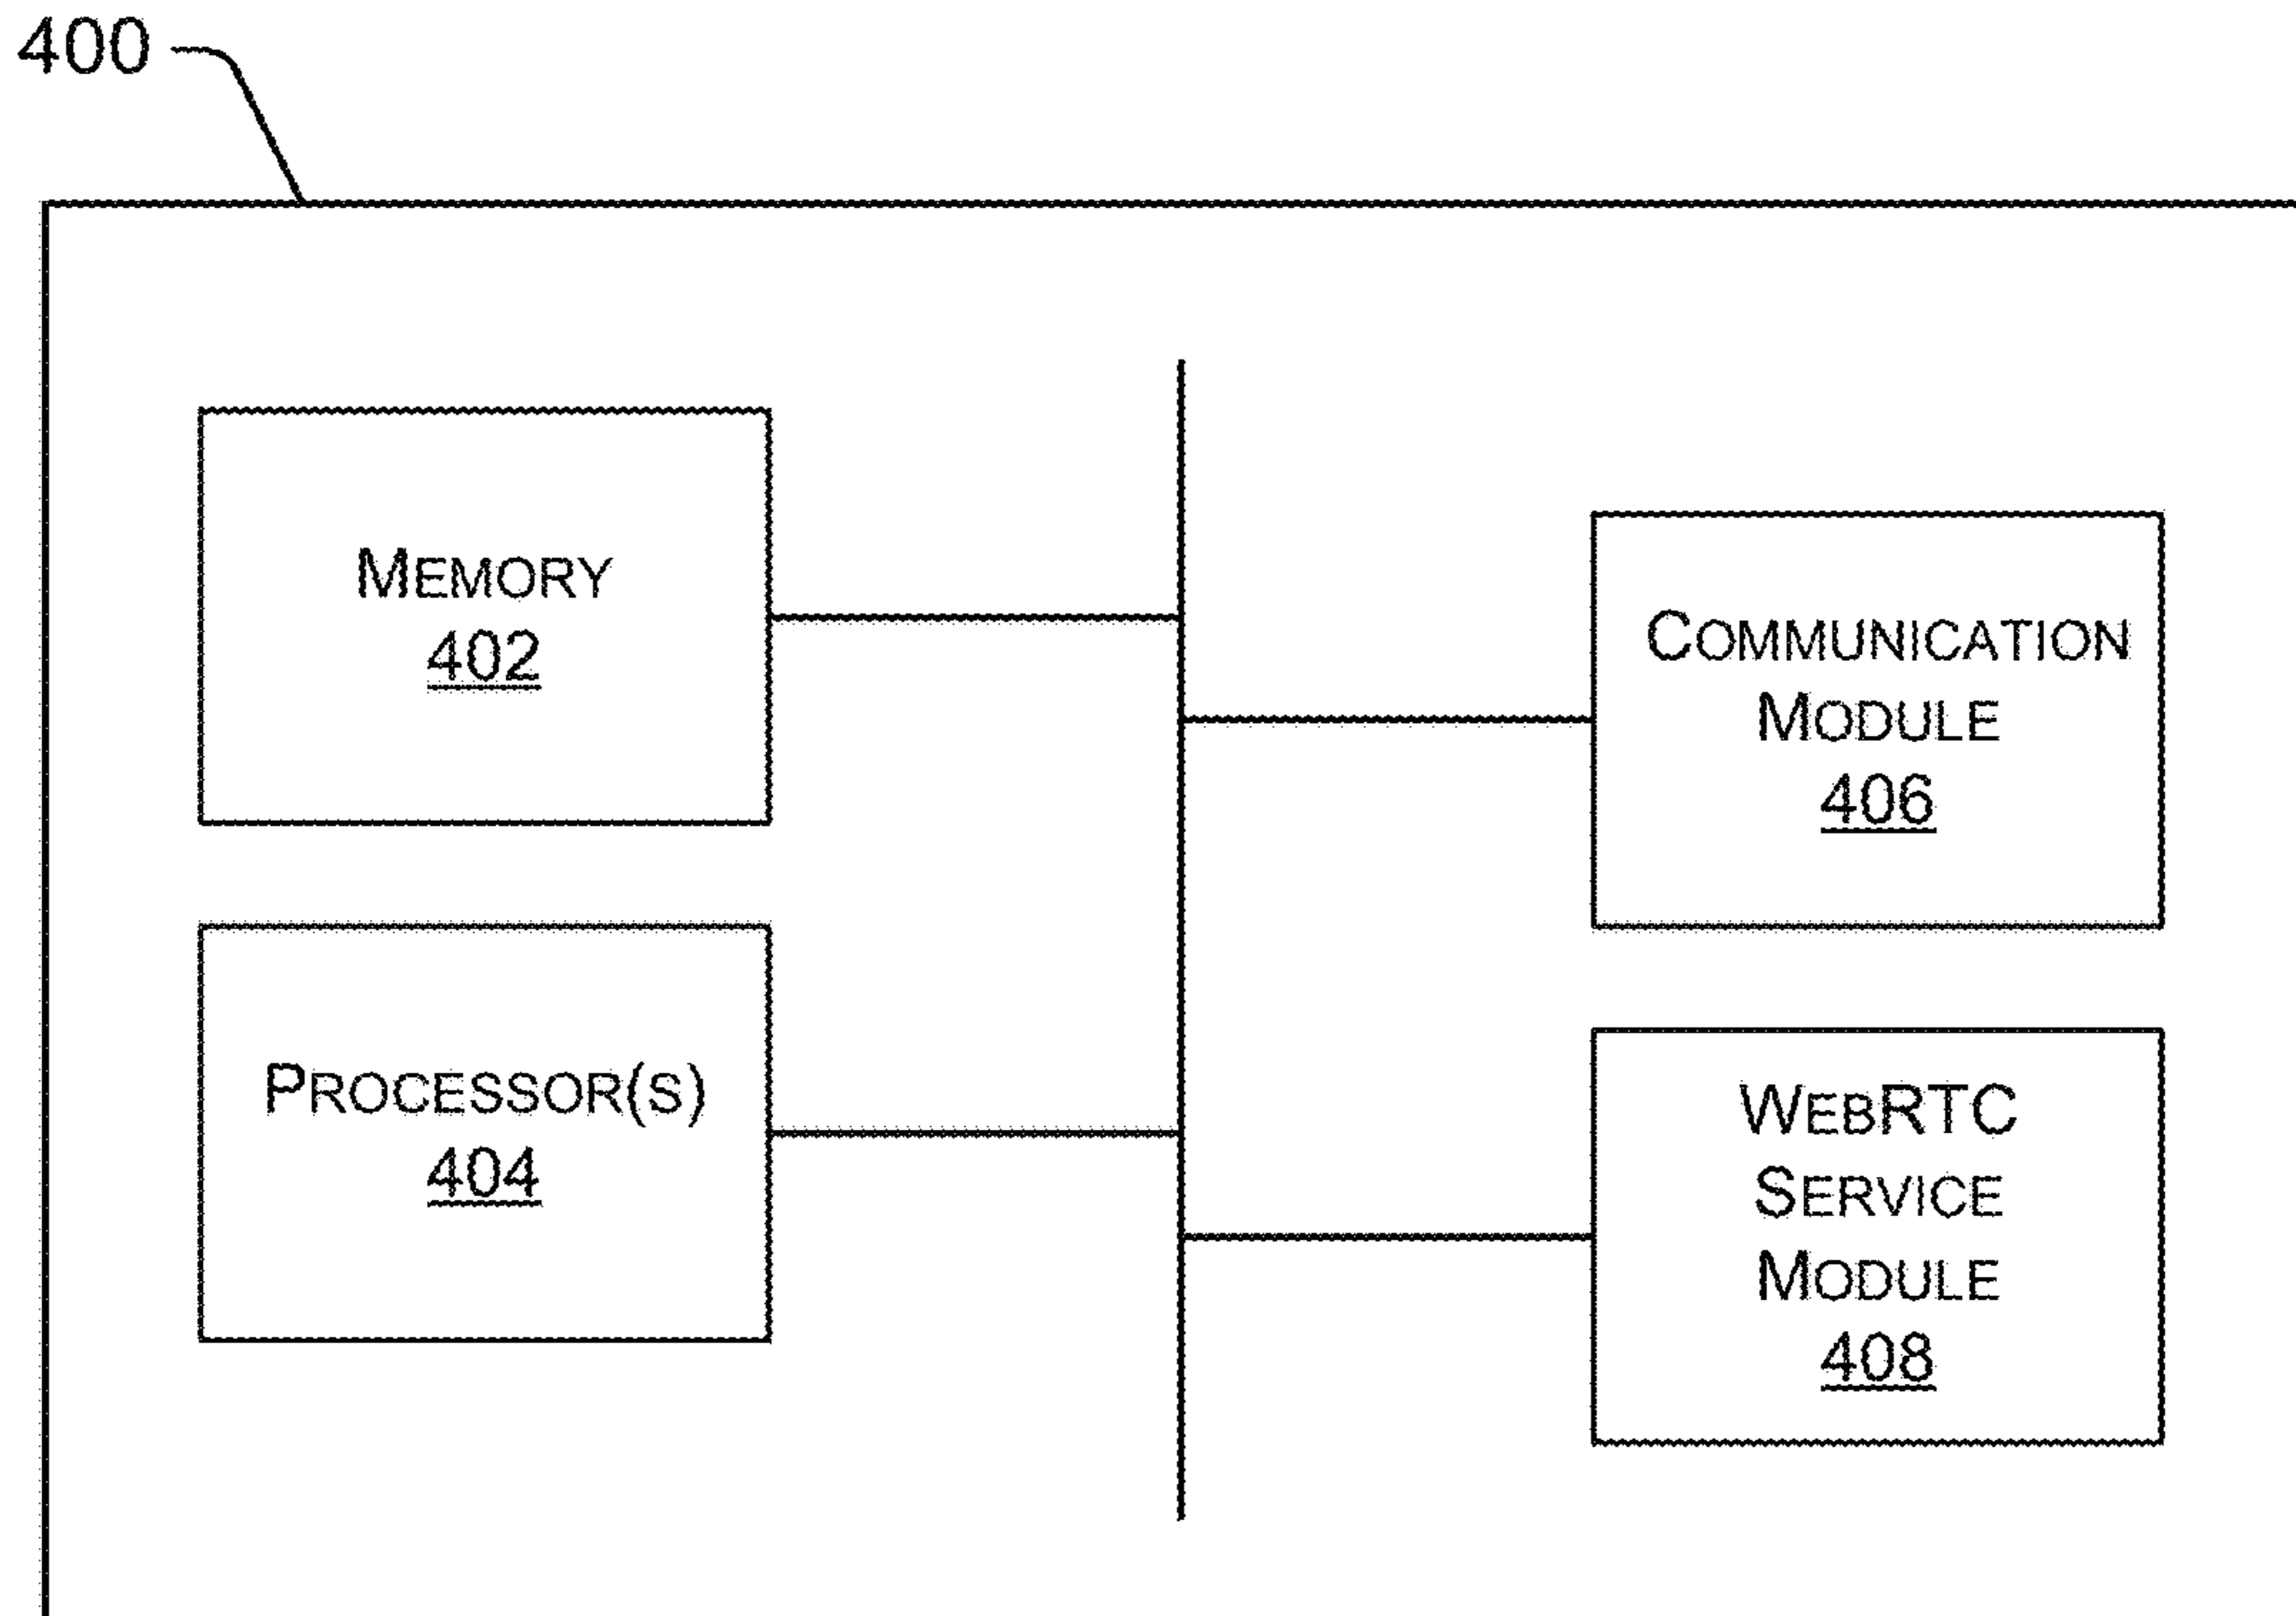 400
MEMORY
402
COMMUNICATION
MODULE
406
PROCESSOR(S)
404
WEBRTC
SERVICE
MODULE
408